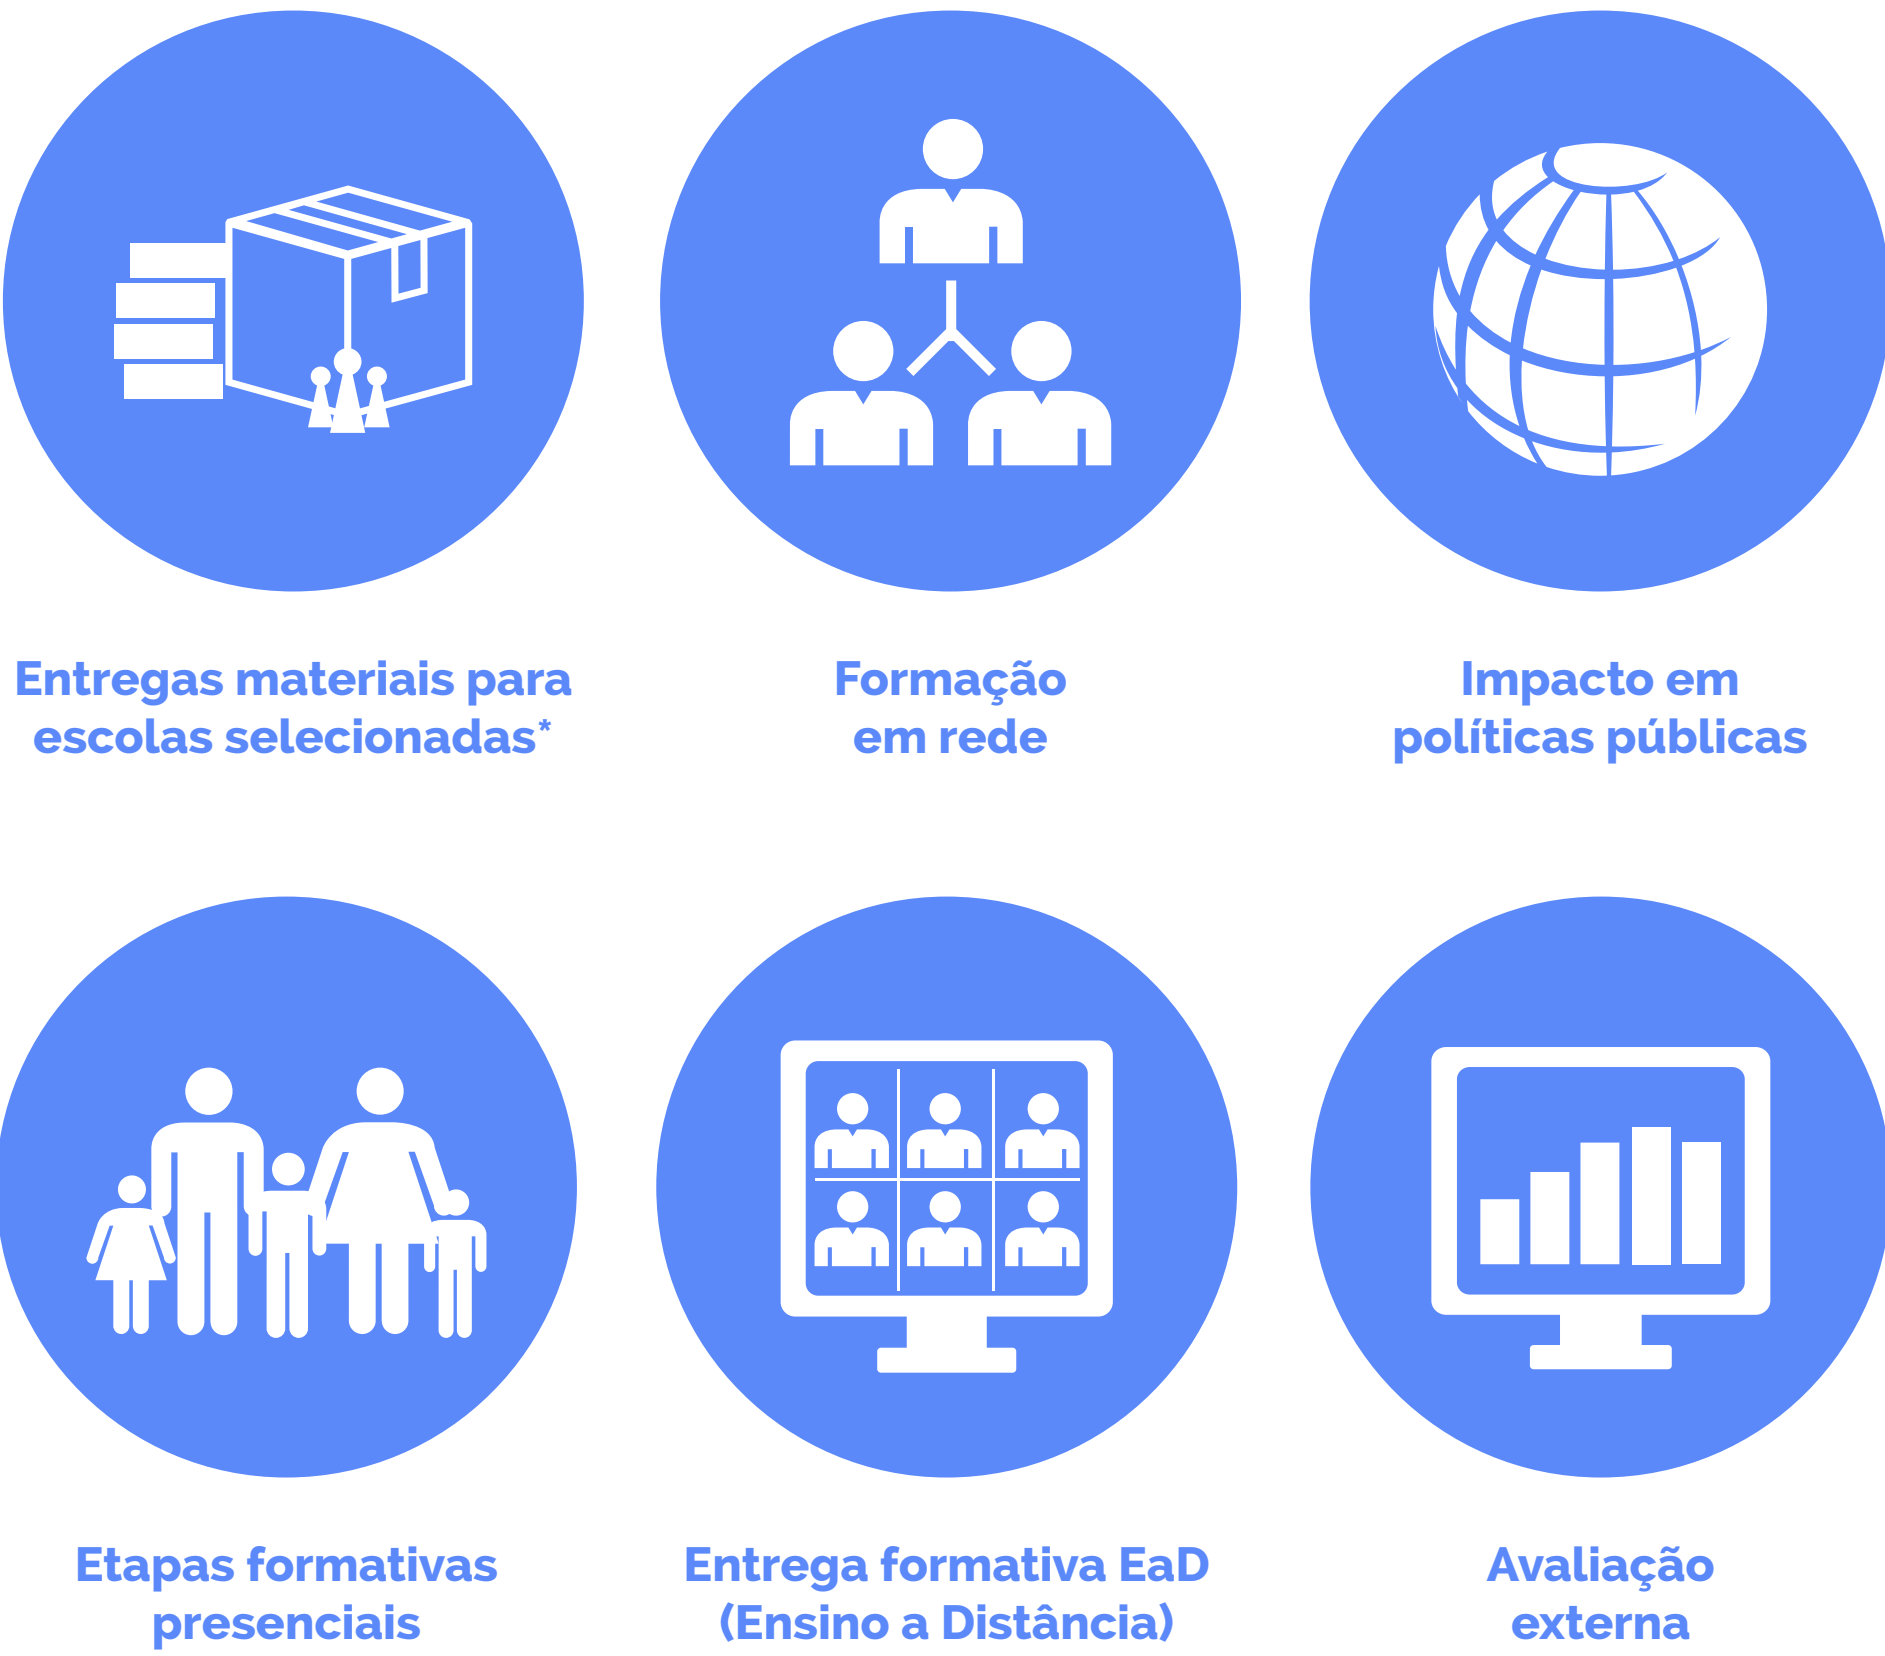 Entregas materiais para
escolas selecionadas*
Formação
em rede
Impacto em
políticas públicas
Etapas formativas
presenciais
Entrega formativa EaD
(Ensino a Distância)
Avaliação
externa